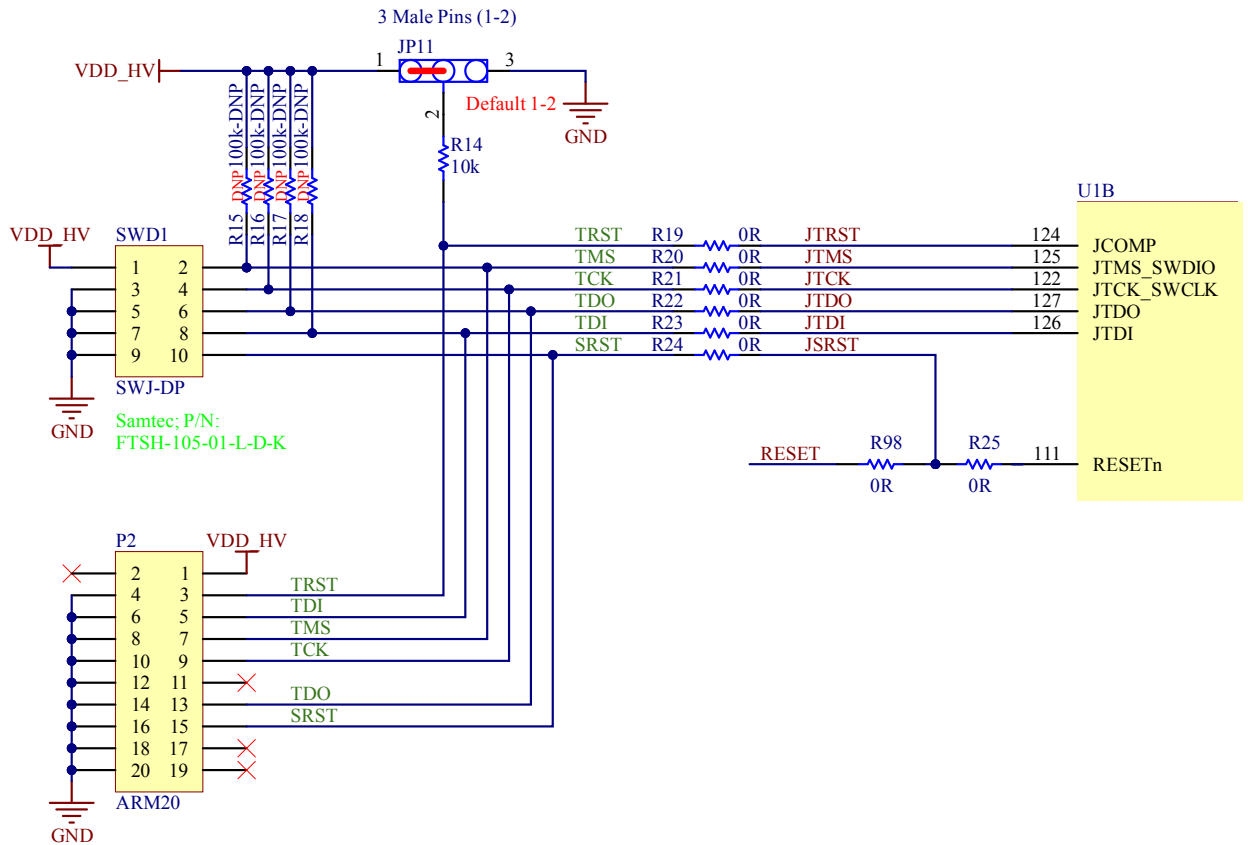 3 Male Pins (1-2)
JP11
VDD_HV
1
3
2
Default 1-2
GND
100k-DNP
100k-DNP
100k-DNP
100k-DNP
DNP
DNP
DNP
DNP
R15
R16
R17
R18
R14
10k
U1B
VDD_HV
SWD1
1 2
3 4
5 6
7 8
9 10
SWJ-DP
GND
Samtec; P/N:
FTSH-105-01-L-D-K
TRST R19 0R JTRST 124 JCOMP
TMS R20 0R JTMS 125 JTMS_SWDIO
TCK R21 0R JTCK 122 JTCK_SWCLK
TDO R22 0R JTDO 127 JTDO
TDI R23 0R JTDI 126 JTDI
SRST R24 0R JSRST
RESET R98 R25 111 RESETn
0R 0R
P2 VDD_HV
2 1
4 3 TRST
6 5 TDI
8 7 TMS
10 9 TCK
12 11
14 13 TDO
16 15 SRST
18 17
20 19
ARM20
GND